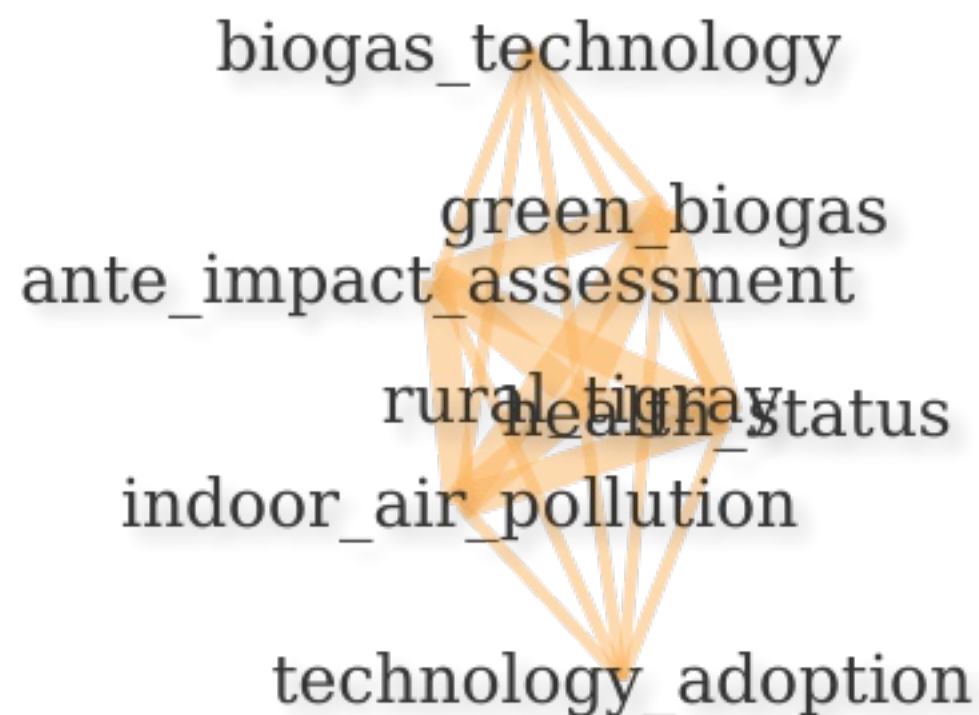 biogas_technology
green_biogas
ante_impact_assessment
rural_tigray
health_status
indoor_air_pollution
technology_adoption